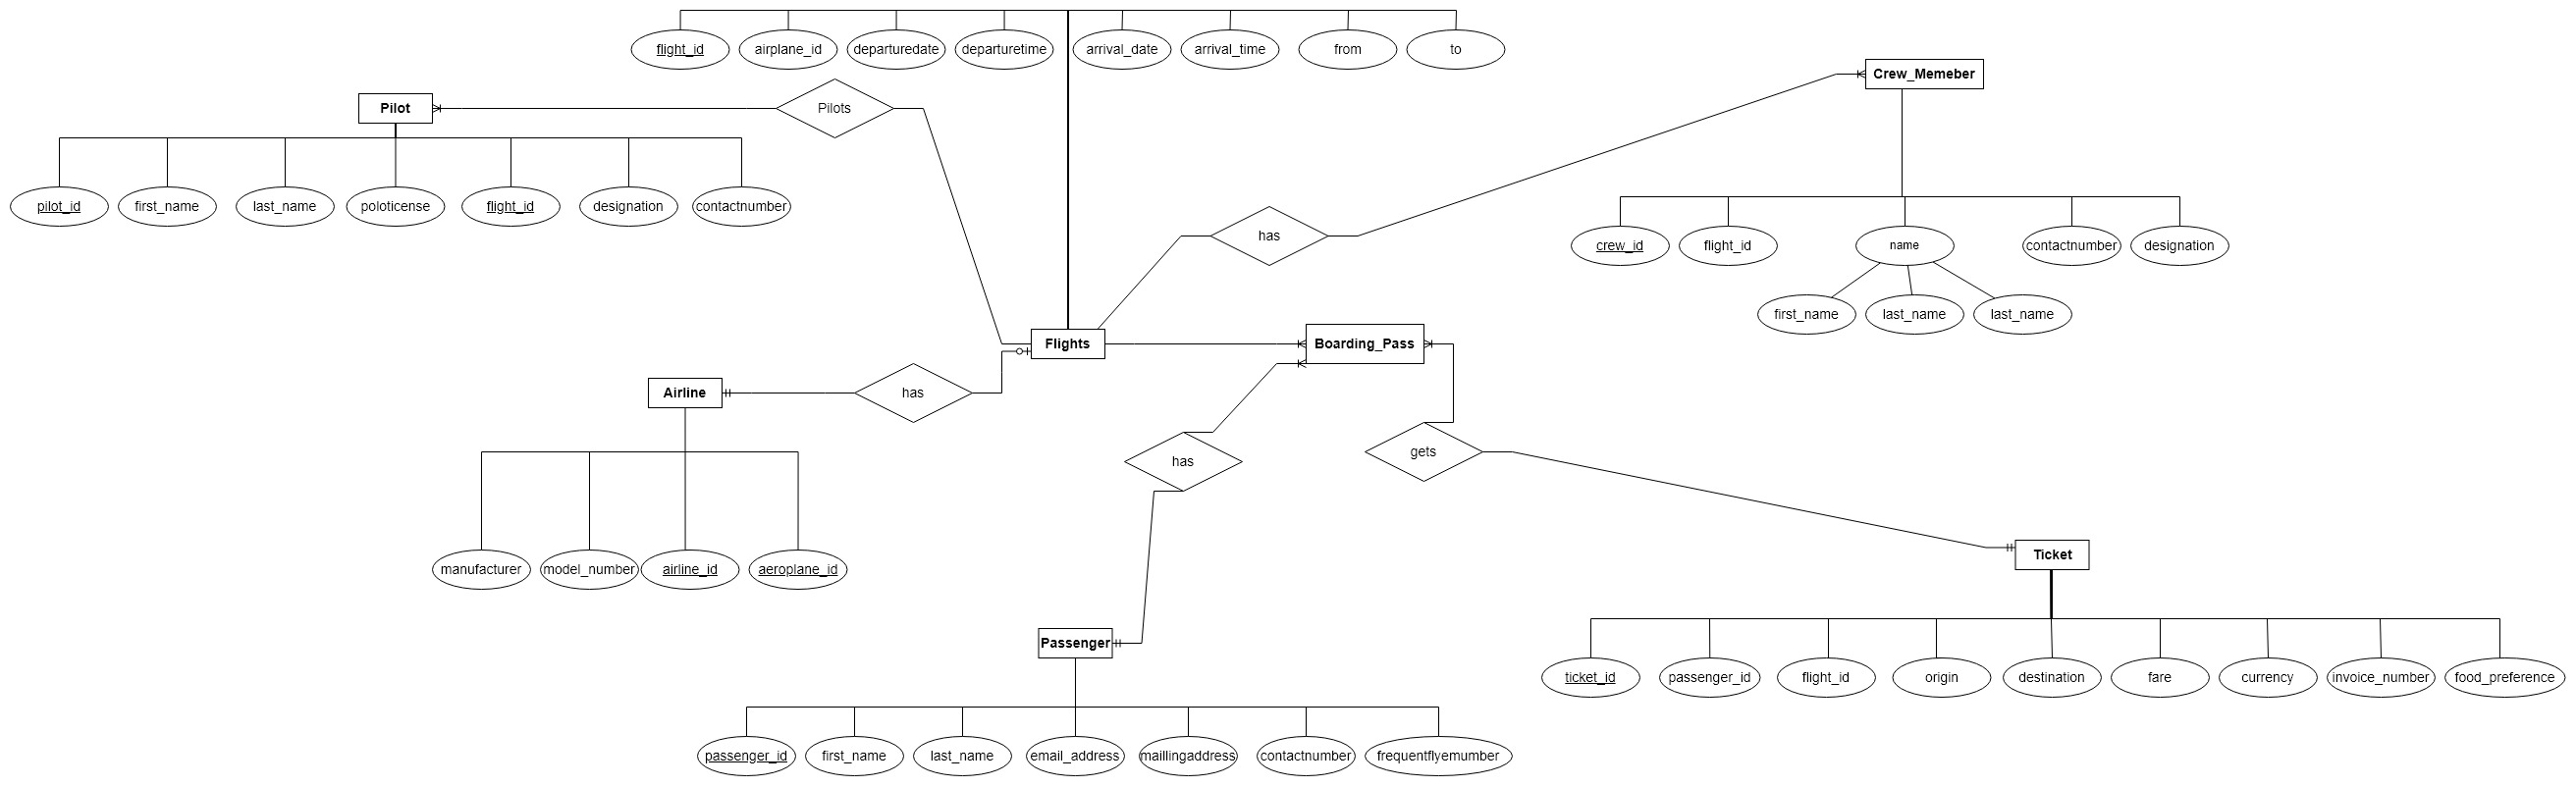 flight_id
airplane_id
departuredate
departuretime
arrival_date
arrival_time
from
to
Crew_Memeber
Pilot
Pilots
pilot_id
first_name
last_name
poloticense
flight_id
designation
contactnumber
has
crew_id
flight_id
name
contactnumber
designation
first_name
last_name
last_name
Flights
Boarding_Pass
Airline
has
has
gets
manufacturer
model_number
airline_id
aeroplane_id
Ticket
Passenger
ticket_id
passenger_id
flight_id
origin
destination
fare
currency
invoice_number
food_preference
passenger_id
first_name
last_name
email_address
maillingaddress
contactnumber
frequentflyemumber